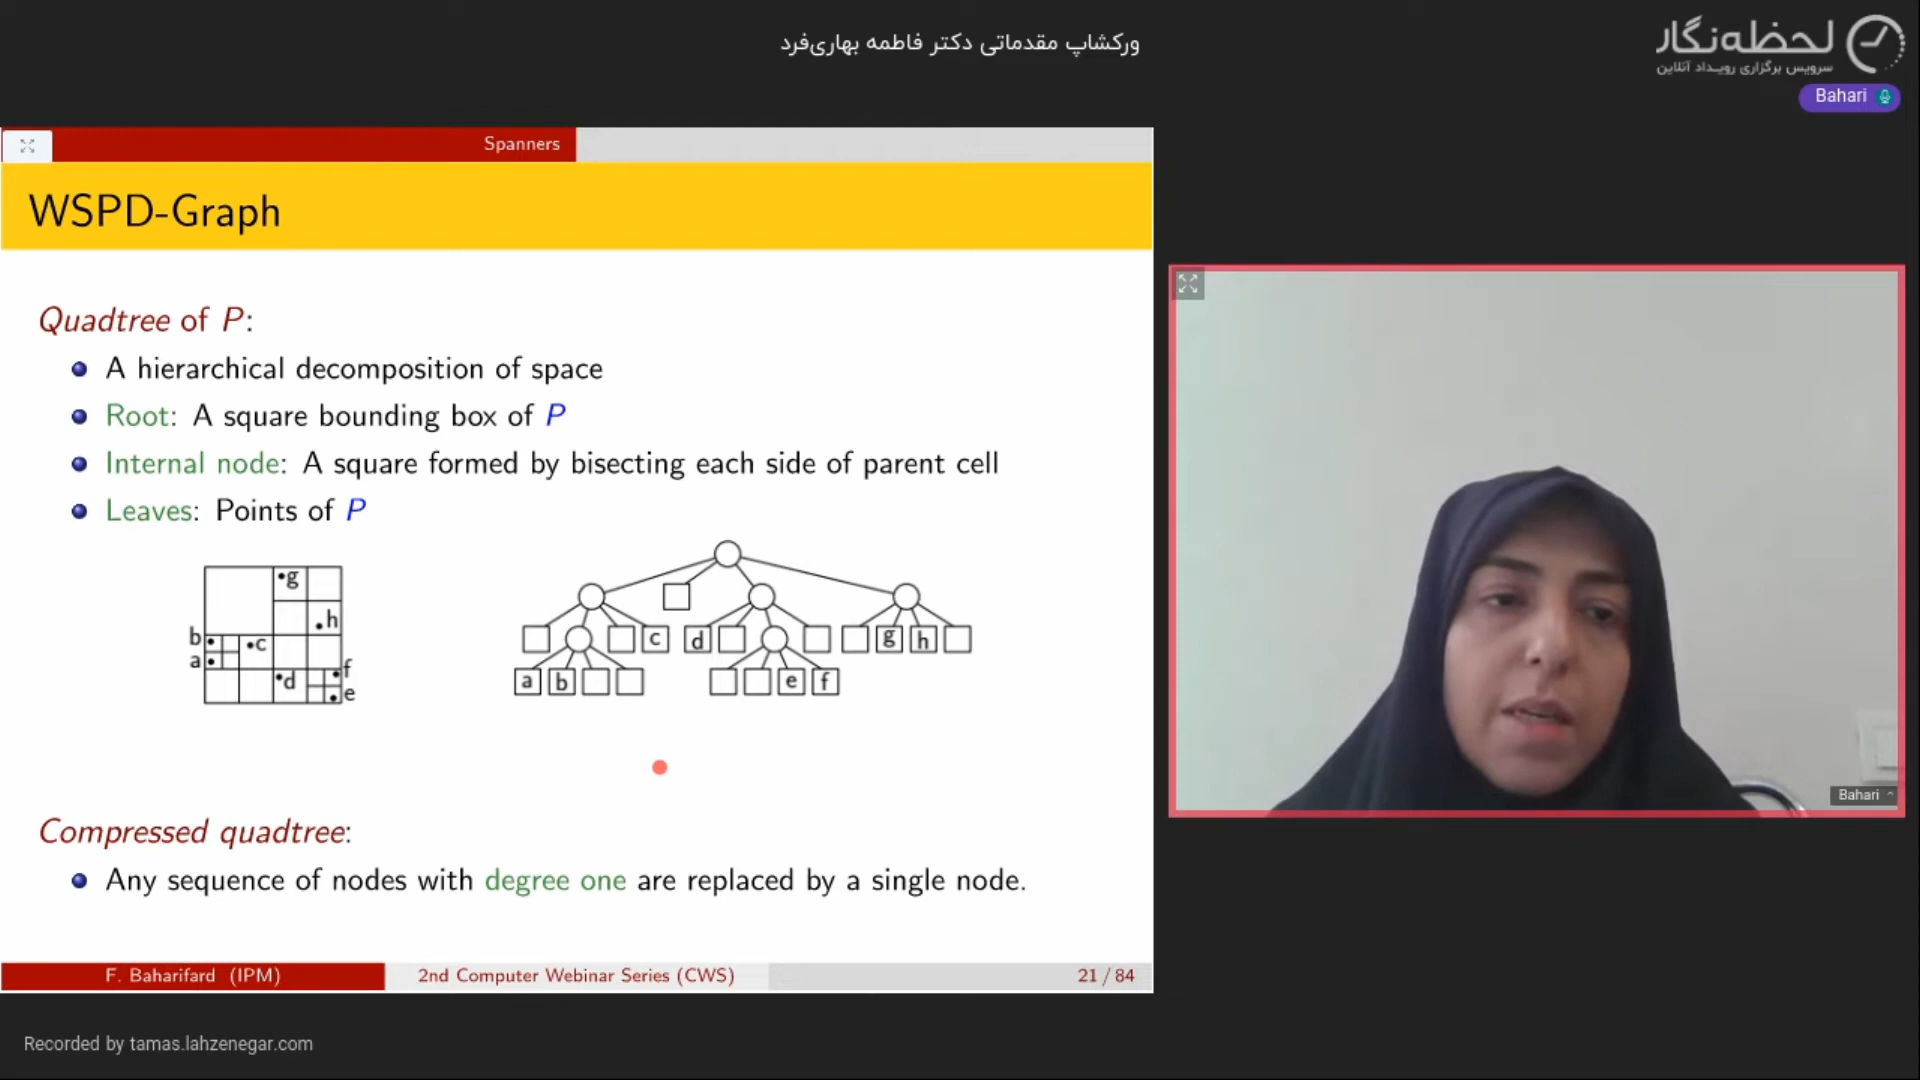 ورکشاپ مقدماتی دکتر فاطمه بهاری‌فرد
لحظه‌نگار
سرویس برگزاری رویداد آنلاین
Bahari
Spanners
WSPD-Graph
Quadtree of P:
A hierarchical decomposition of space
Root: A square bounding box of P
Internal node: A square formed by bisecting each side of parent cell
Leaves: Points of P
g
h
b
c
a
f
d
e
c d g h
a b e f
Compressed quadtree:
Any sequence of nodes with degree one are replaced by a single node.
F. Baharifard (IPM) 2nd Computer Webinar Series (CWS) 21 / 84
Bahari
Recorded by tamas.lahzenegar.com